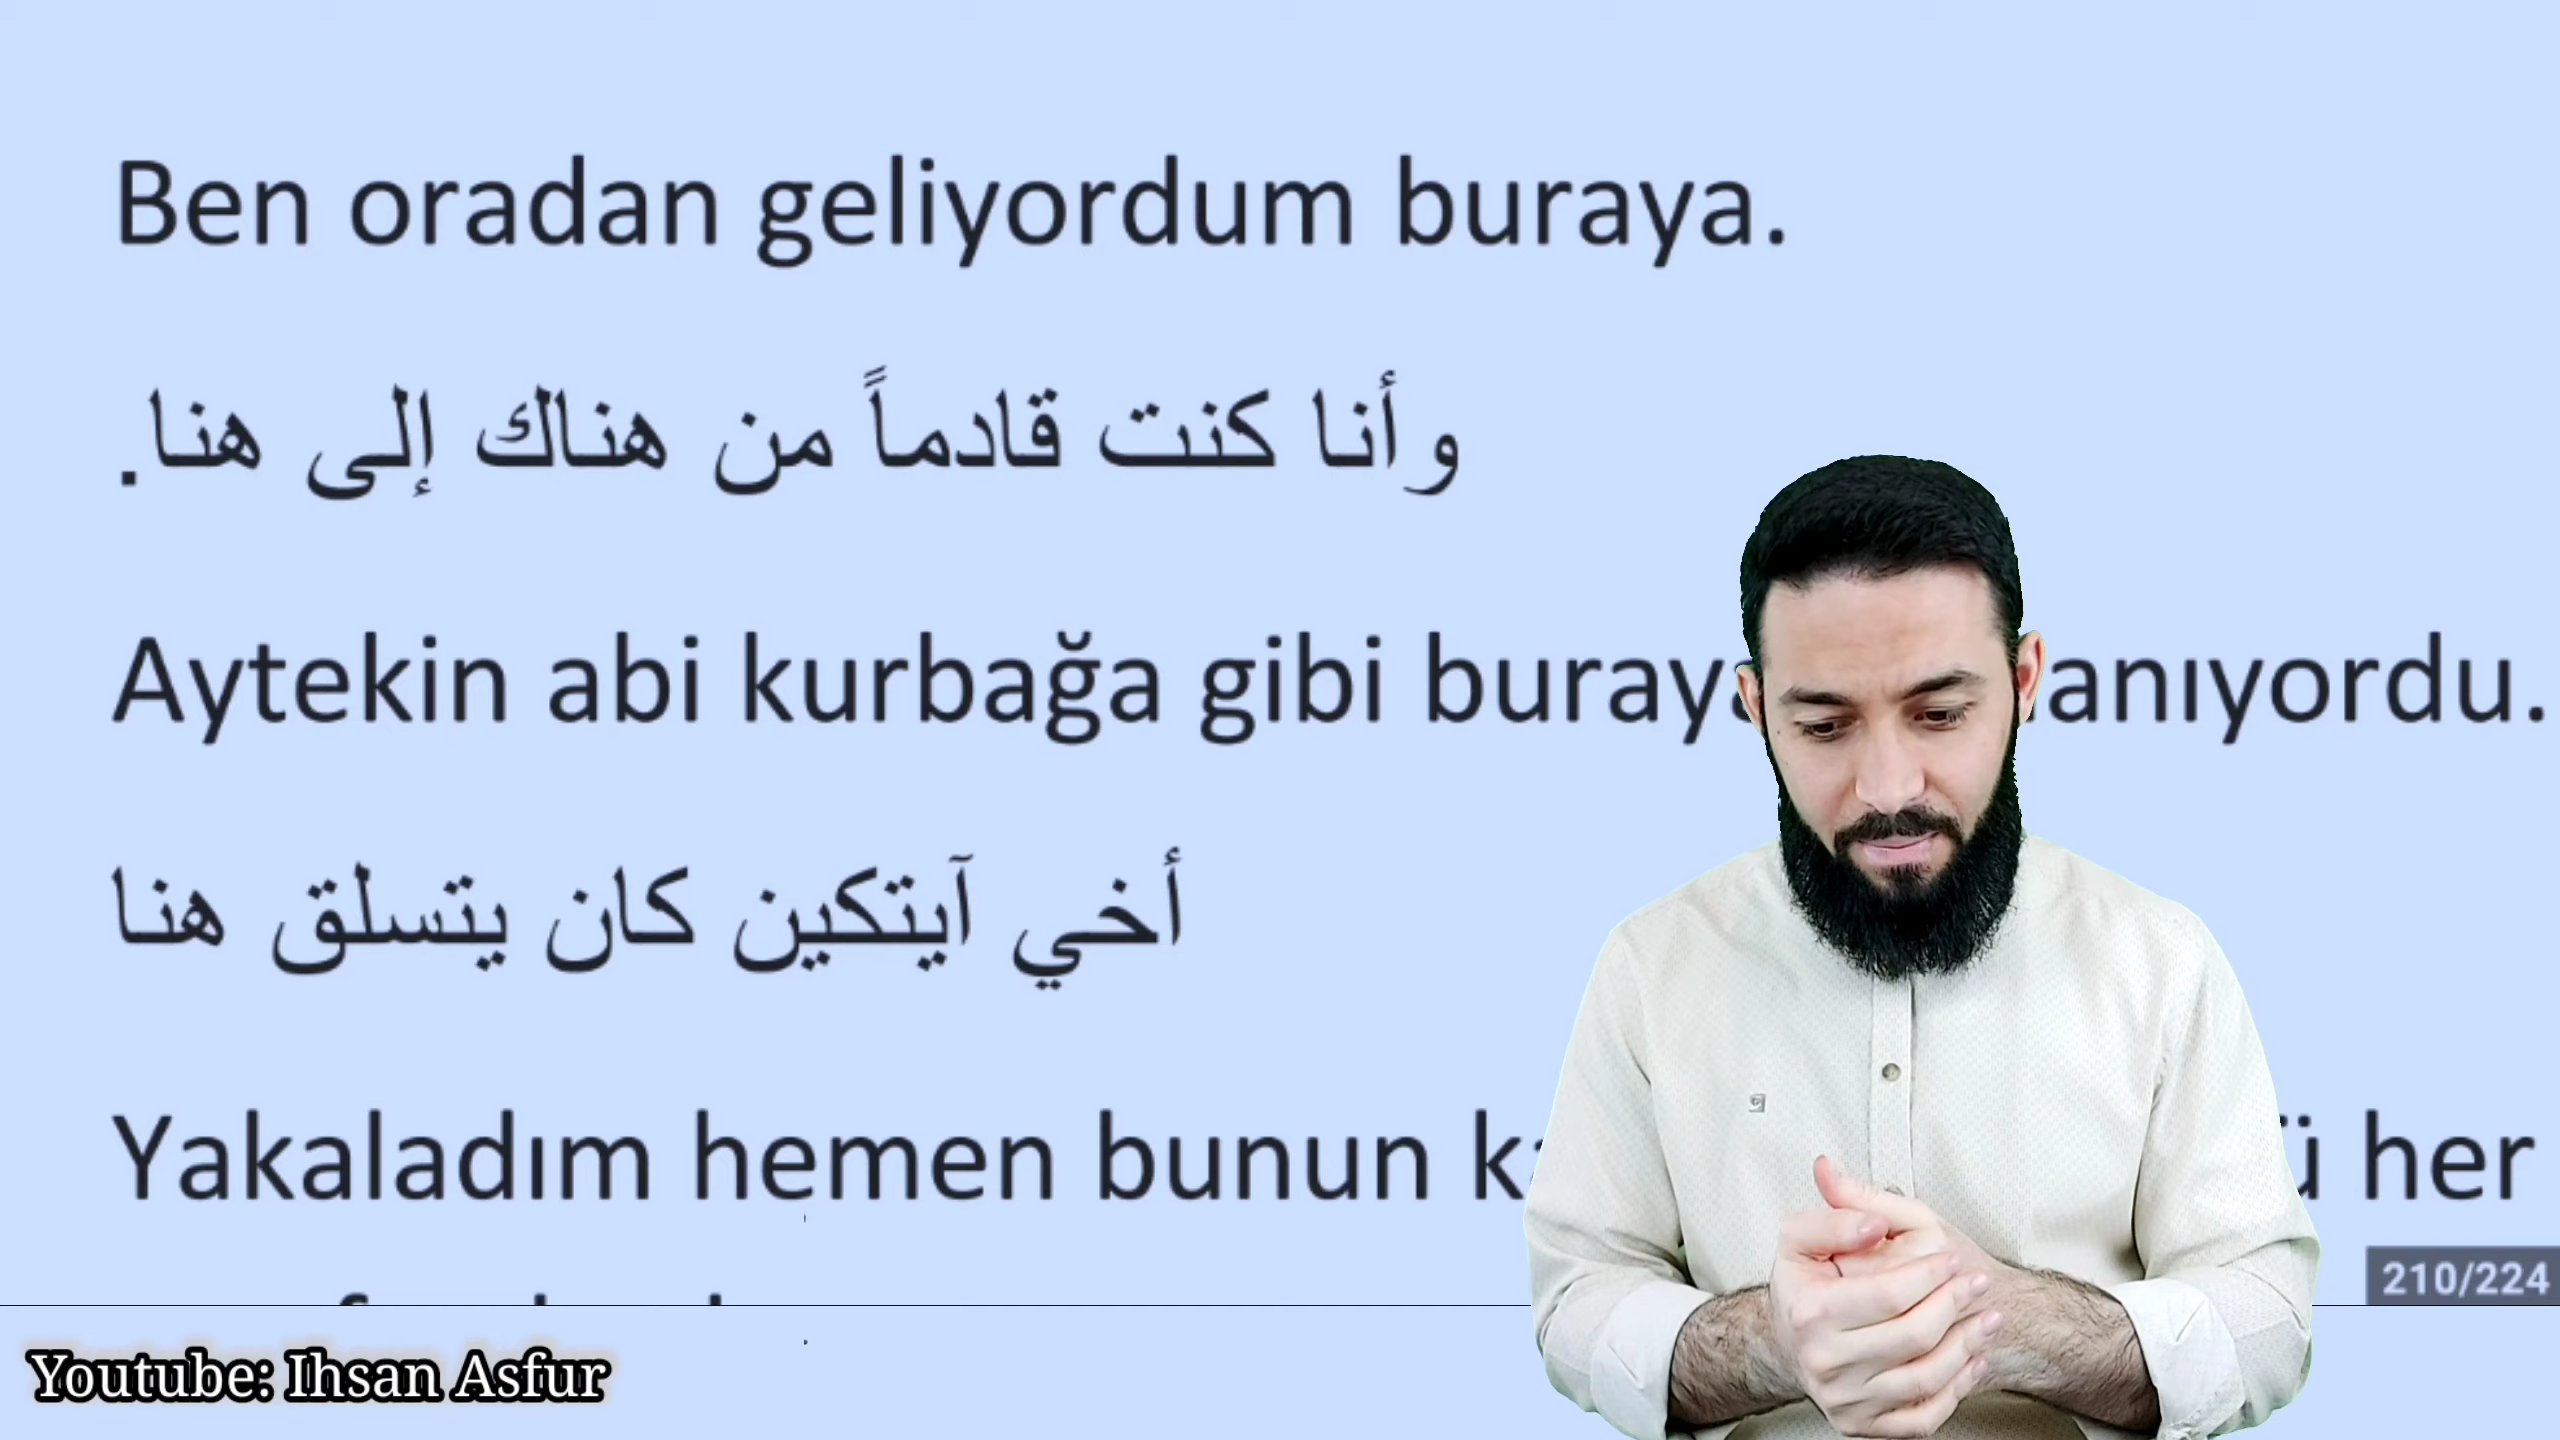 Ben oradan geliyordum buraya.
وأنا كنت قادماً من هناك إلى هنا.
Aytekin abi kurbağa gibi buraya
أخي آيتكين كان يتسلق هنا
Yakaladım hemen bunun her
210/224
Youtube: Ihsan Asfur